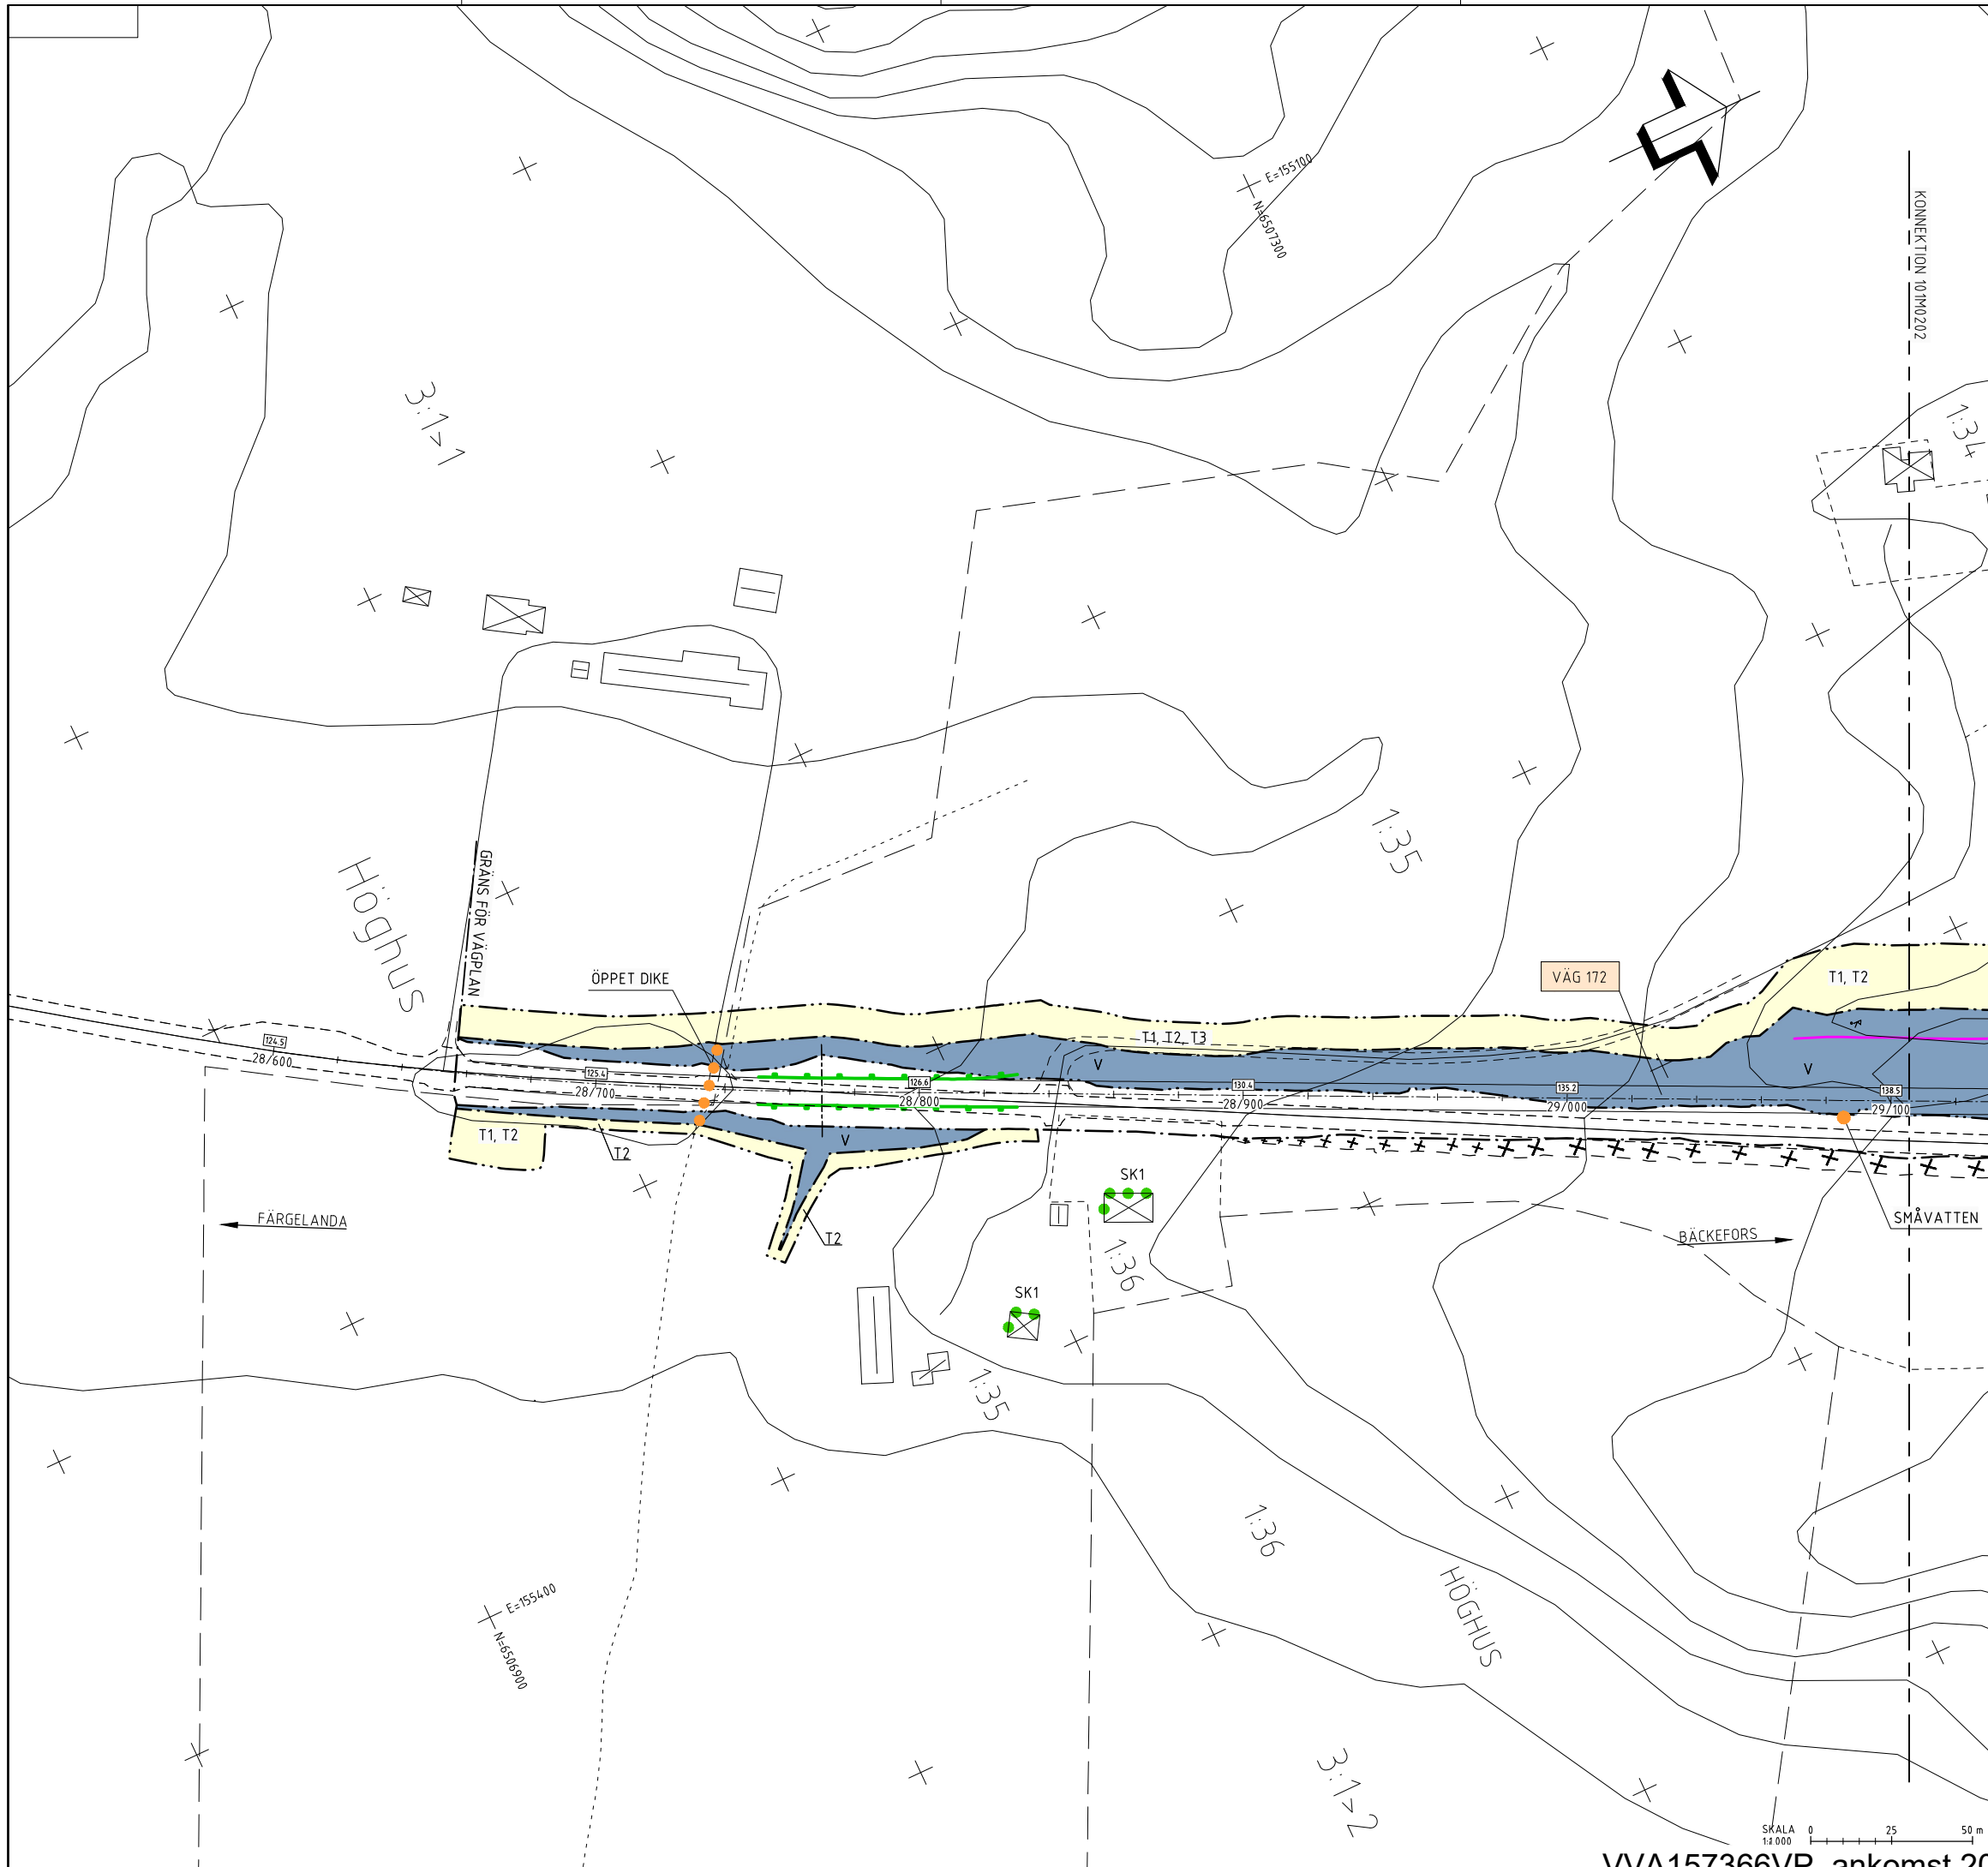 E=155100
N=6507300
KONNEKTION 101M0202
3:1>1
1:34
1:35
Höghus
GRÄNS FÖR VÄGPLAN
ÖPPET DIKE
VÄG 172
T1, T2
T1, T2, T3
V
V
124.5
28/600
125.4
28/700
126.6
28/800
130.4
28/900
135.2
29/000
138.5
29/100
T1, T2
T2
V
SK1
FÄRGELANDA
T2
BÄCKEFORS
SMÅVATTEN
1:36
SK1
1:35
1:36
HÖGHUS
E=155400
N=6506900
3:1>2
SKALA
1:1 000
0 25 50 m